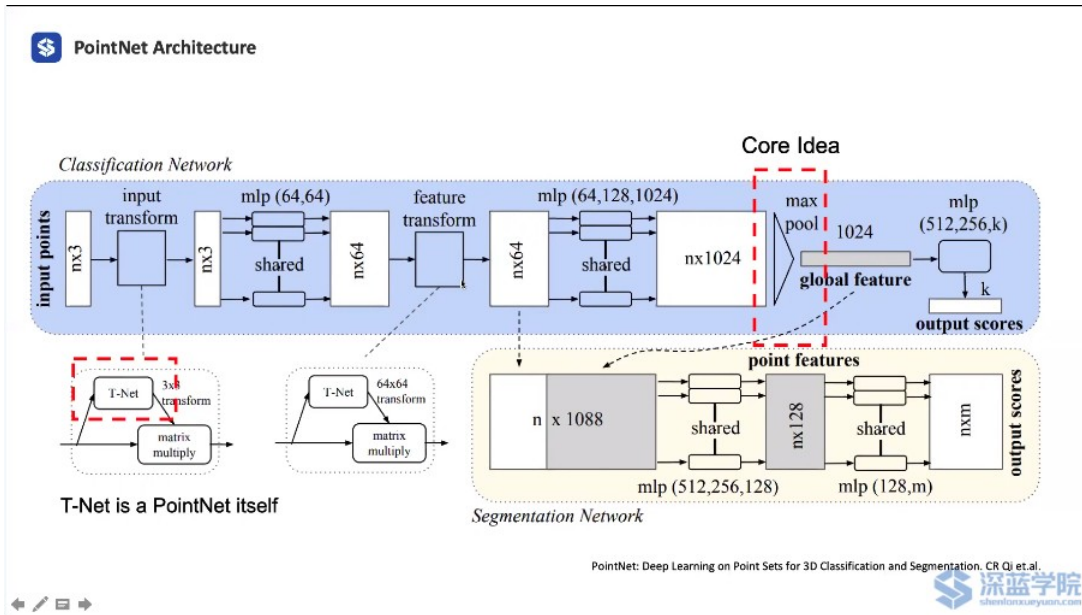 PointNet Architecture
Core Idea
Classification Network
input points
nx3
input
transform
nx3
mlp (64,64)
shared
nx64
feature
transform
nx64
mlp (64,128,1024)
shared
nx1024
max
pool
1024
global feature
mlp
(512,256,k)
k
output scores
T-Net
3x3
transform
matrix
multiply
T-Net
64x64
transform
matrix
multiply
T-Net is a PointNet itself
point features
n x 1088
shared
mlp (512,256,128)
nx128
shared
mlp (128,m)
nxm
output scores
Segmentation Network
PointNet: Deep Learning on Point Sets for 3D Classification and Segmentation. CR Qi et.al.
深蓝学院
shenlanxueyuan.com